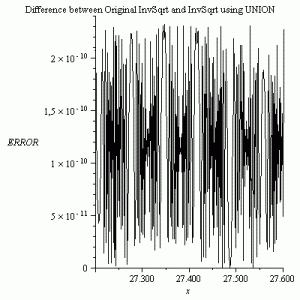 Difference between Original InvSqrt and InvSqrt using UNION
2 × 10⁻¹⁰
1,5 × 10⁻¹⁰
ERROR
1 × 10⁻¹⁰
5 × 10⁻¹¹
0
27.300 27.400 27.500 27.600
x